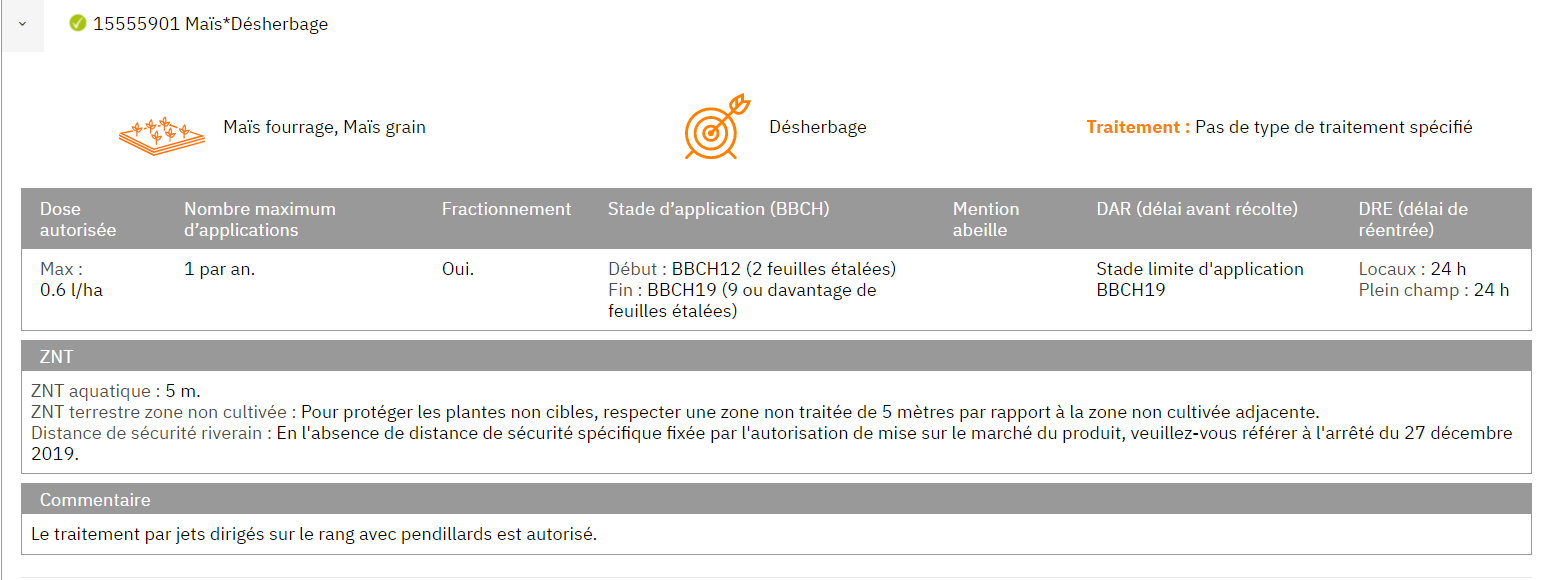 15555901 Maïs*Désherbage
Maïs fourrage, Maïs grain
Désherbage
Traitement : Pas de type de traitement spécifié
Dose autorisée
Nombre maximum d’applications
Fractionnement
Stade d’application (BBCH)
Mention abeille
DAR (délai avant récolte)
DRE (délai de réentrée)
Max :
0.6 l/ha
1 par an.
Oui.
Début : BBCH12 (2 feuilles étalées)
Fin : BBCH19 (9 ou davantage de
feuilles étalées)
Stade limite d'application
BBCH19
Locaux : 24 h
Plein champ : 24 h
ZNT
ZNT aquatique : 5 m.
ZNT terrestre zone non cultivée : Pour protéger les plantes non cibles, respecter une zone non traitée de 5 mètres par rapport à la zone non cultivée adjacente.
Distance de sécurité riverain : En l'absence de distance de sécurité spécifique fixée par l'autorisation de mise sur le marché du produit, veuillez-vous référer à l'arrêté du 27 décembre
2019.
Commentaire
Le traitement par jets dirigés sur le rang avec pendillards est autorisé.